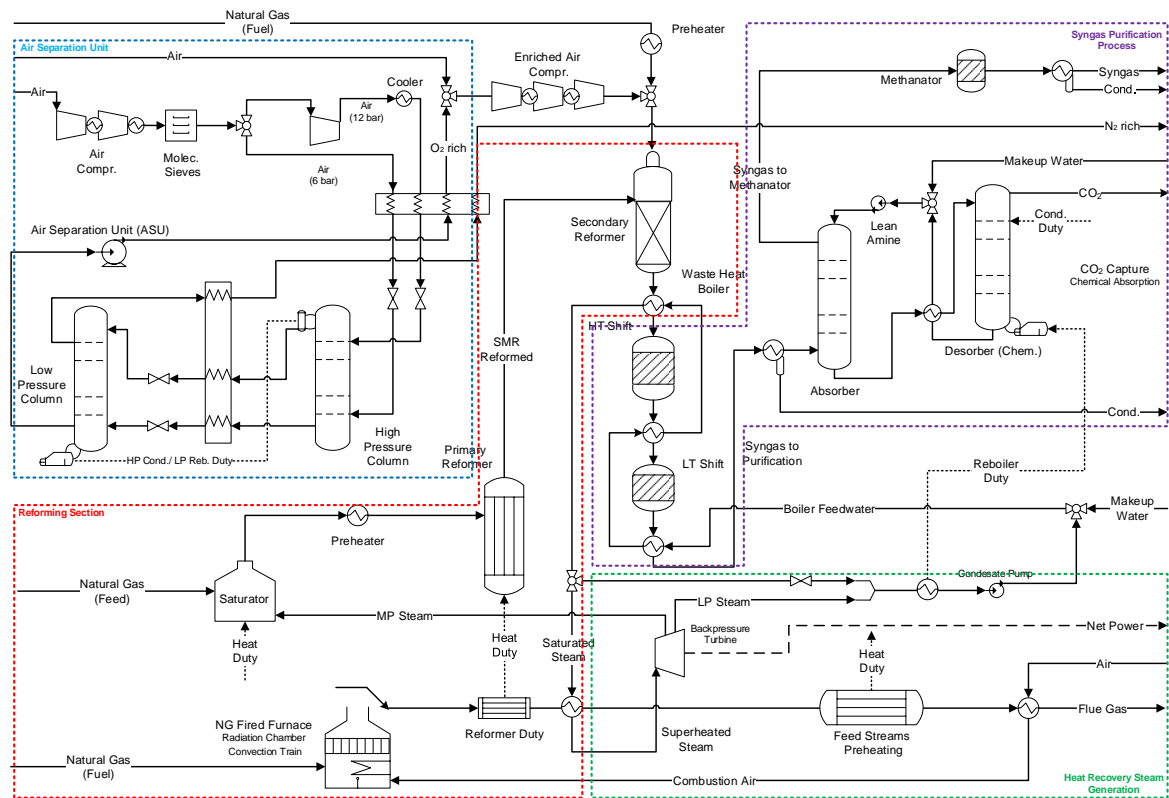 Natural Gas
(Fuel)
Preheater
Syngas Purification
Process
Air Separation Unit
Air
Enriched Air
Compr.
Methanator
Syngas
Cond.
Cooler
Air
Air
(12 bar)
N2 rich
O2 rich
Air
Compr.
Molec.
Sieves
Air
(6 bar)
Syngas to
Methanator
Makeup Water
CO2
Secondary
Reformer
Lean
Amine
Cond.
Duty
Air Separation Unit (ASU)
Waste Heat
Boiler
CO2 Capture
Chemical Absorption
HT Shift
SMR
Reformed
Desorber (Chem.)
Low
Pressure
Column
Absorber
Cond.
High
Pressure
Column
Primary
Reformer
Syngas to
Purification
HP Cond./ LP Reb. Duty
LT Shift
Reboiler
Duty
Reforming Section
Boiler Feedwater
Makeup
Water
Preheater
Natural Gas
(Feed)
Saturator
Condesate Pump
MP Steam
LP Steam
Heat
Duty
Heat
Duty
Saturated
Steam
Backpressure
Turbine
Net Power
Heat
Duty
Air
NG Fired Furnace
Radiation Chamber
Convection Train
Reformer Duty
Superheated
Steam
Feed Streams
Preheating
Flue Gas
Natural Gas
(Fuel)
Combustion Air
Heat Recovery Steam
Generation